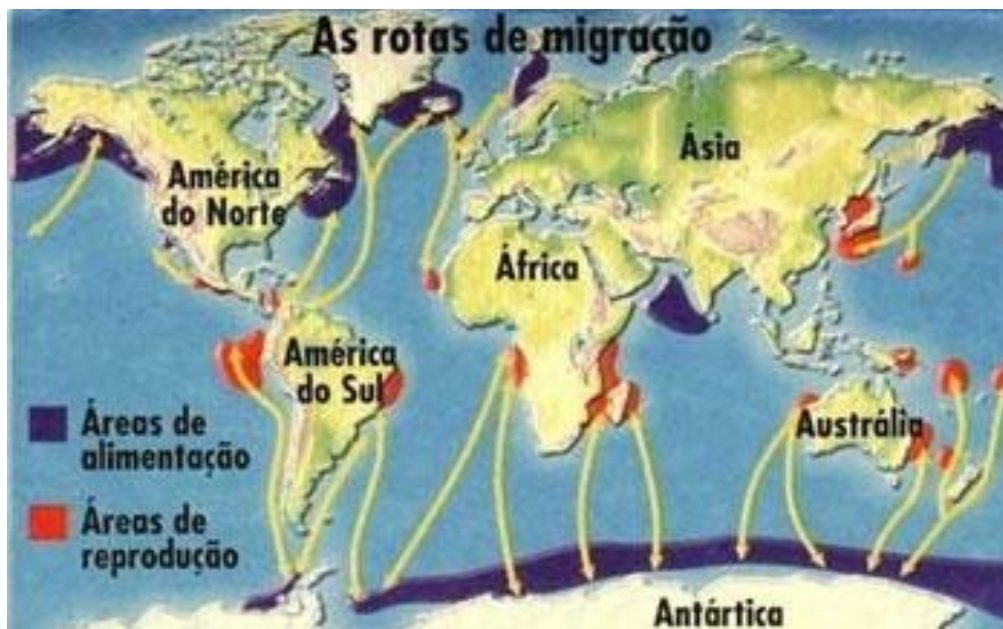 As rotas de migração
América
do Norte
Ásia
África
América
do Sul
Austrália
Áreas de
alimentação
Áreas de
reprodução
Antártica